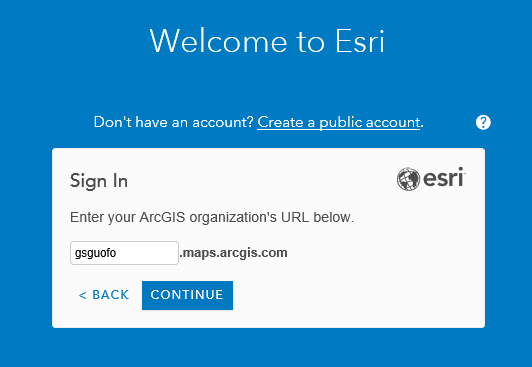 Welcome to Esri
Don't have an account? Create a public account.
?
Sign In
esri
Enter your ArcGIS organization's URL below.
gsguofo .maps.arcgis.com
< BACK CONTINUE